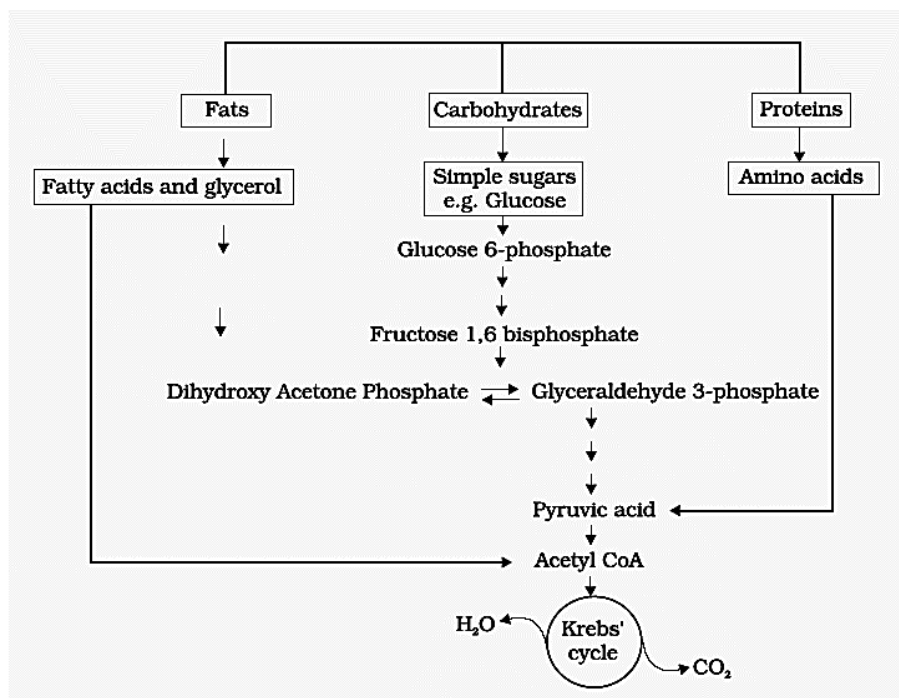 Fats
Carbohydrates
Proteins
Fatty acids and glycerol
Simple sugars
e.g. Glucose
Amino acids
Glucose 6-phosphate
Fructose 1,6 bisphosphate
Dihydroxy Acetone Phosphate
Glyceraldehyde 3-phosphate
Pyruvic acid
Acetyl CoA
H₂O
Krebs'
cycle
CO₂